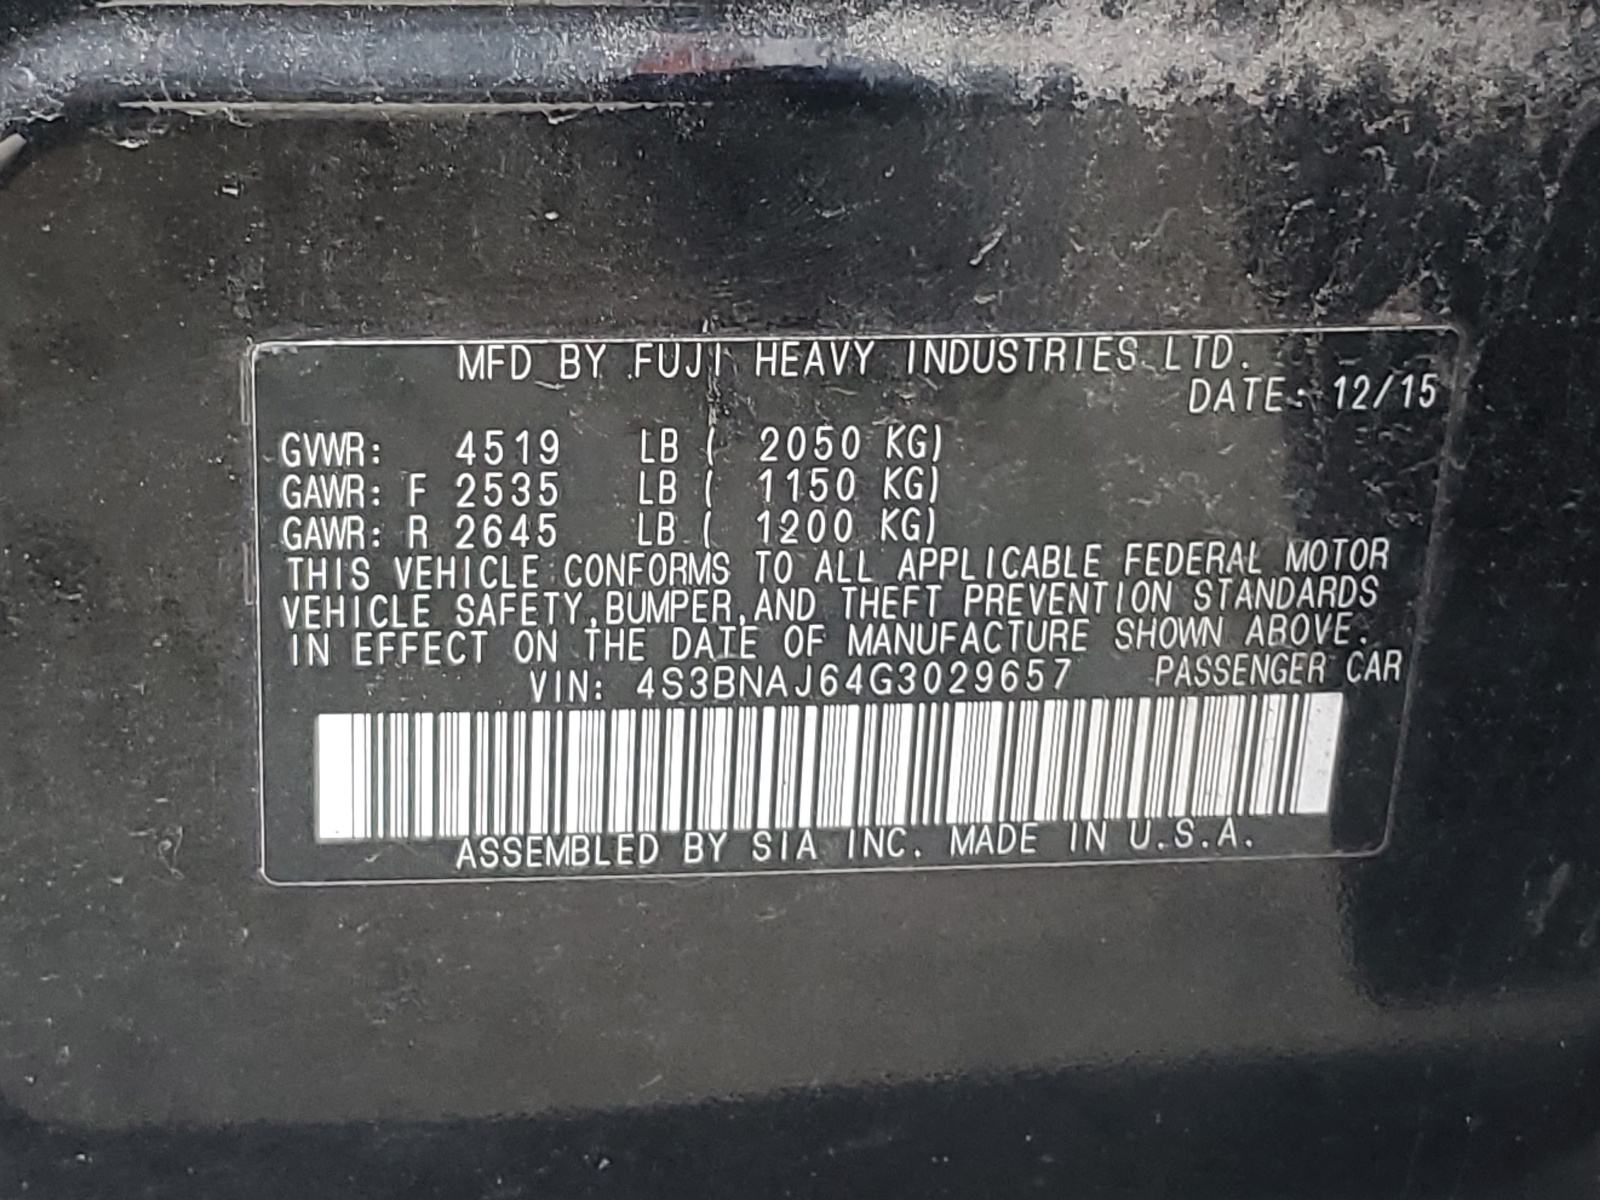 MFD BY FUJI HEAVY INDUSTRIES LTD.
DATE: 12/15
GVWR: 4519 LB ( 2050 KG)
GAWR: F 2535 LB ( 1150 KG)
GAWR: R 2645 LB ( 1200 KG)
THIS VEHICLE CONFORMS TO ALL APPLICABLE FEDERAL MOTOR
VEHICLE SAFETY,BUMPER,AND THEFT PREVENTION STANDARDS
IN EFFECT ON THE DATE OF MANUFACTURE SHOWN ABOVE.
VIN: 4S3BNAJ64G3029657 PASSENGER CAR
ASSEMBLED BY SIA INC. MADE IN U.S.A.